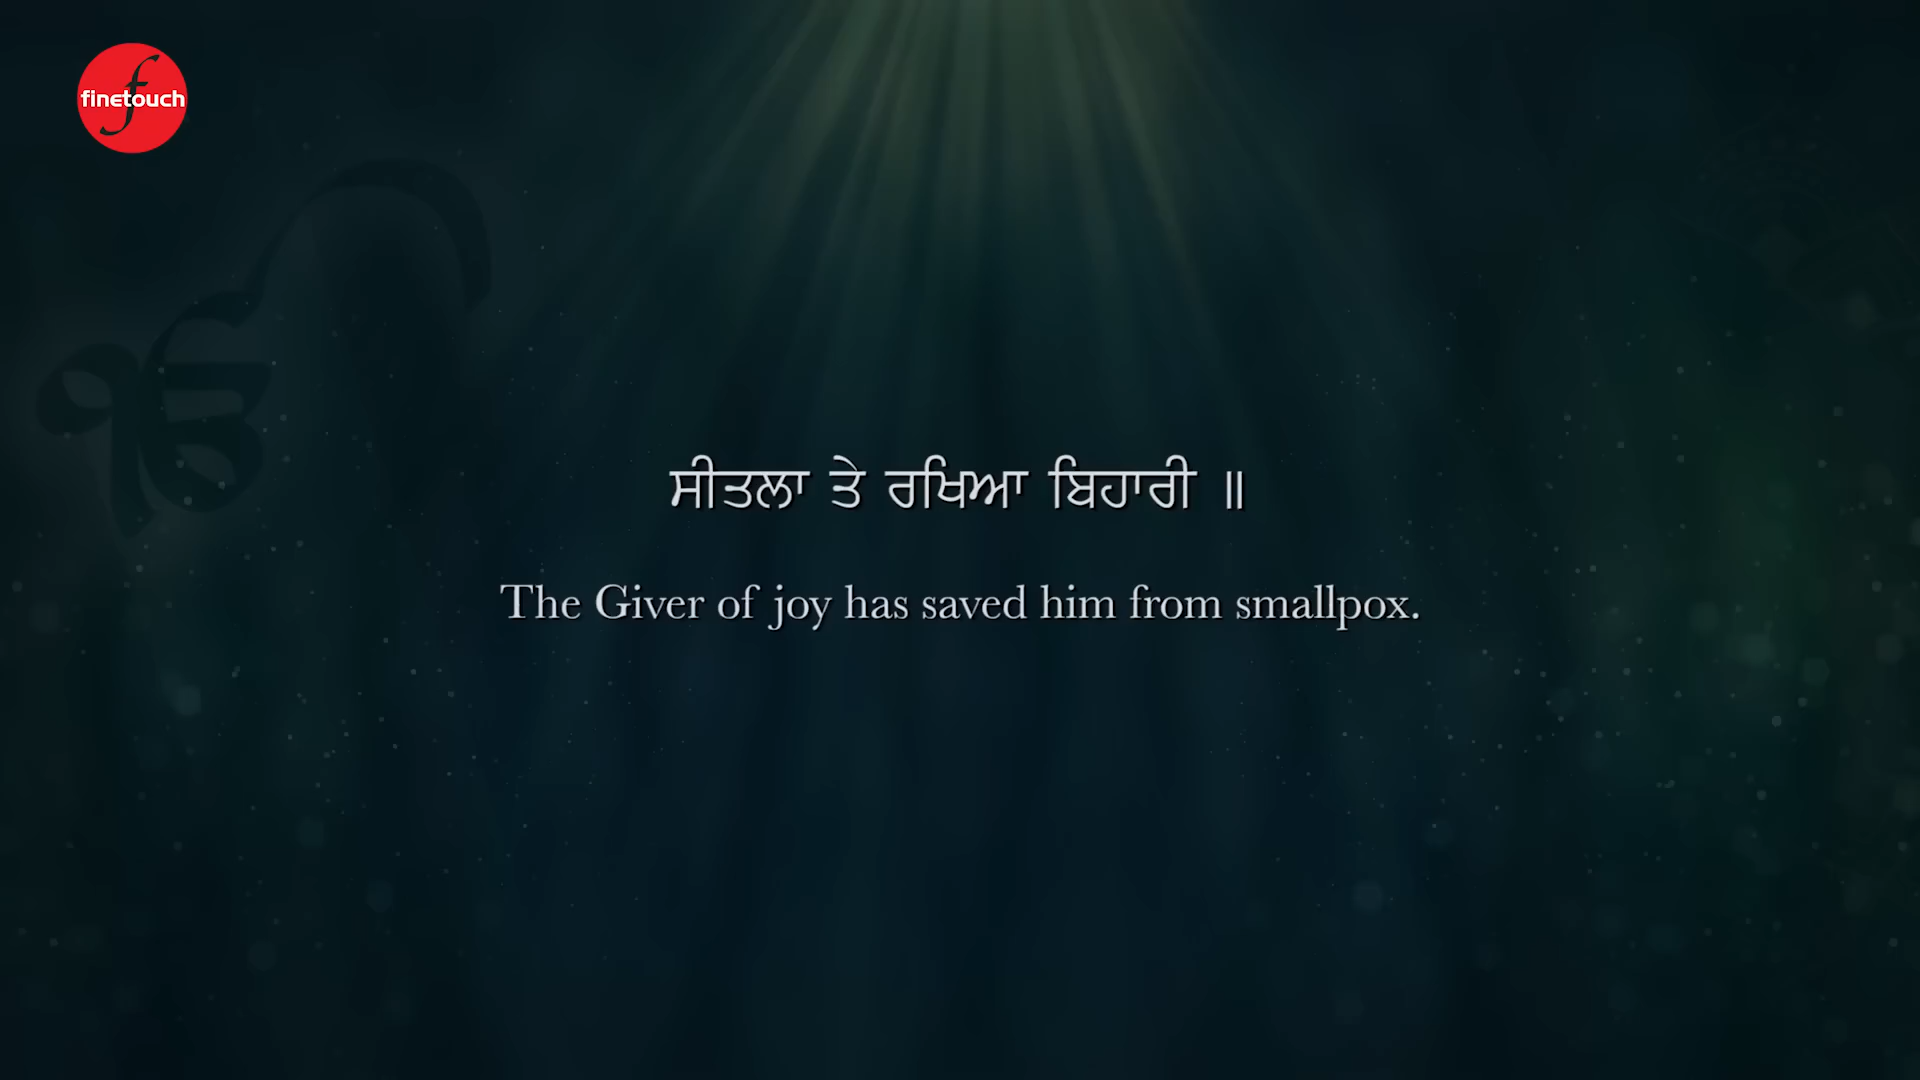 finetouch
ਸੀਤਲਾ ਤੇ ਰਖਿਆ ਬਿਹਾਰੀ ॥
The Giver of joy has saved him from smallpox.